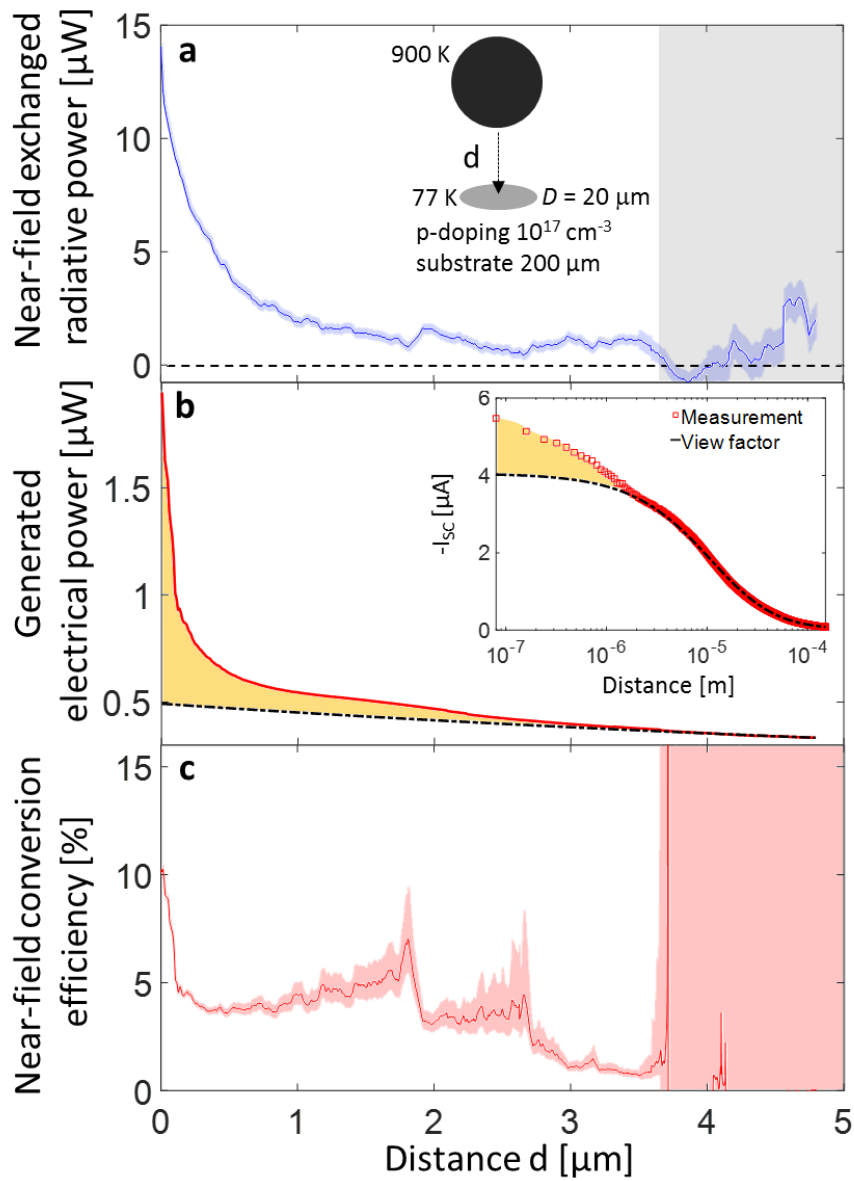 Near-field exchanged
radiative power [µW]
15
10
5
0
a
900 K
d
77 K
D = 20 µm
p-doping 10¹⁷ cm⁻³
substrate 200 µm
Generated
electrical power [µW]
1.5
1
0.5
b
-I_SC [µA]
6
4
2
0
Measurement
View factor
10⁻⁷
10⁻⁶
10⁻⁵
10⁻⁴
Distance [m]
Near-field conversion
efficiency [%]
15
10
5
0
c
0
1
2
3
4
5
Distance d [µm]